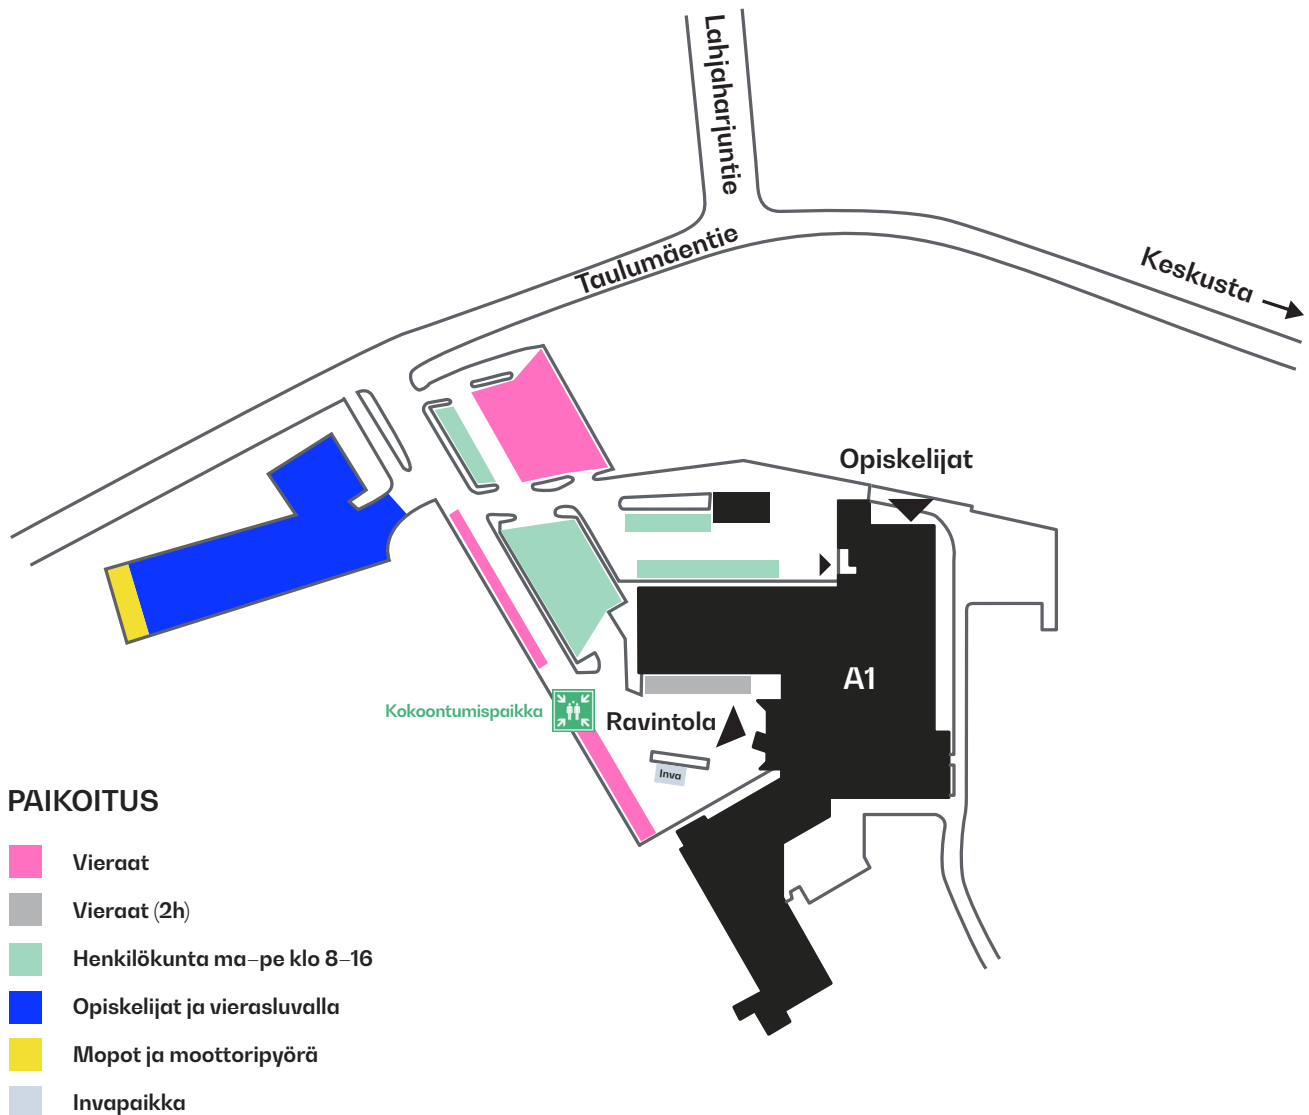 Lahjaharjuntie
Taulumäentie
Keskusta
Opiskelijat
A1
Kokoontumispaikka
Ravintola
Inva
PAIKOITUS
Vieraat
Vieraat (2h)
Henkilökunta ma–pe klo 8–16
Opiskelijat ja vierasluvalla
Mopot ja moottoripyörä
Invapaikka